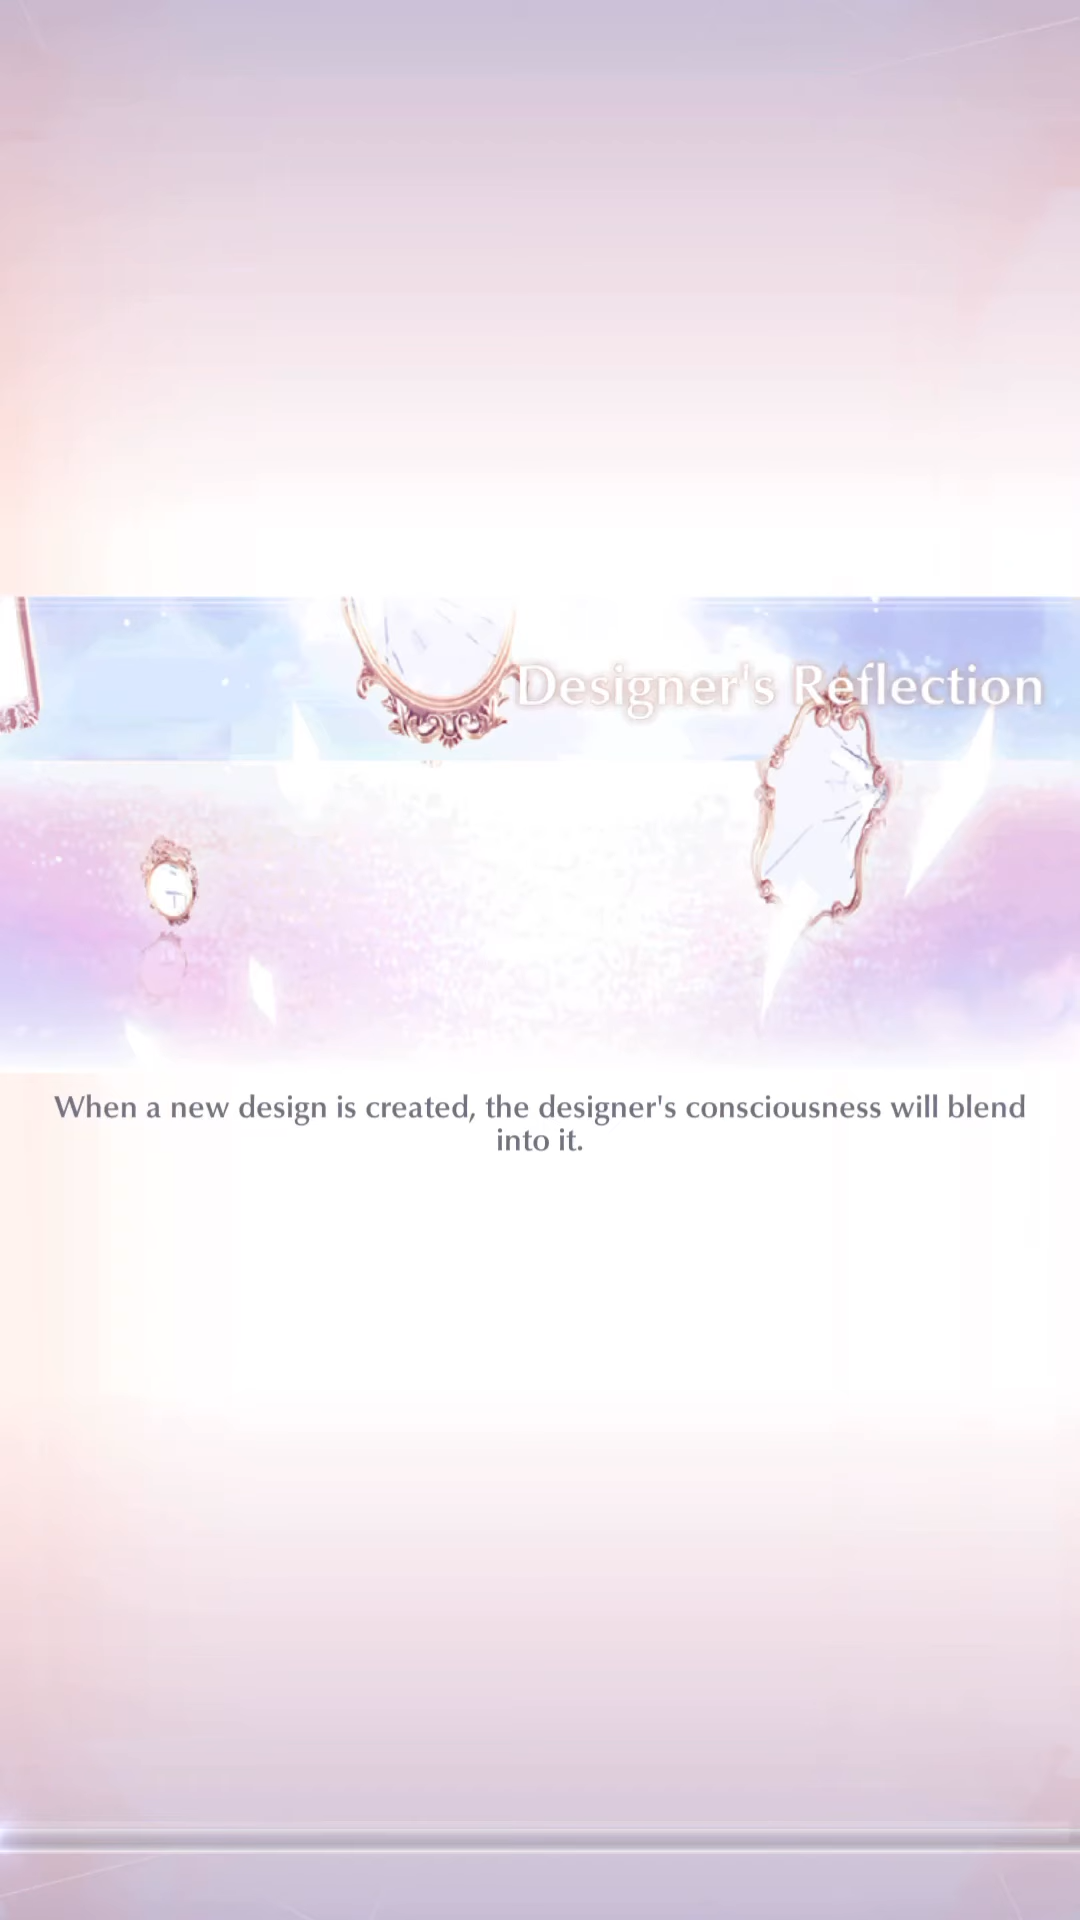 Designer's Reflection
When a new design is created, the designer's consciousness will blend
into it.